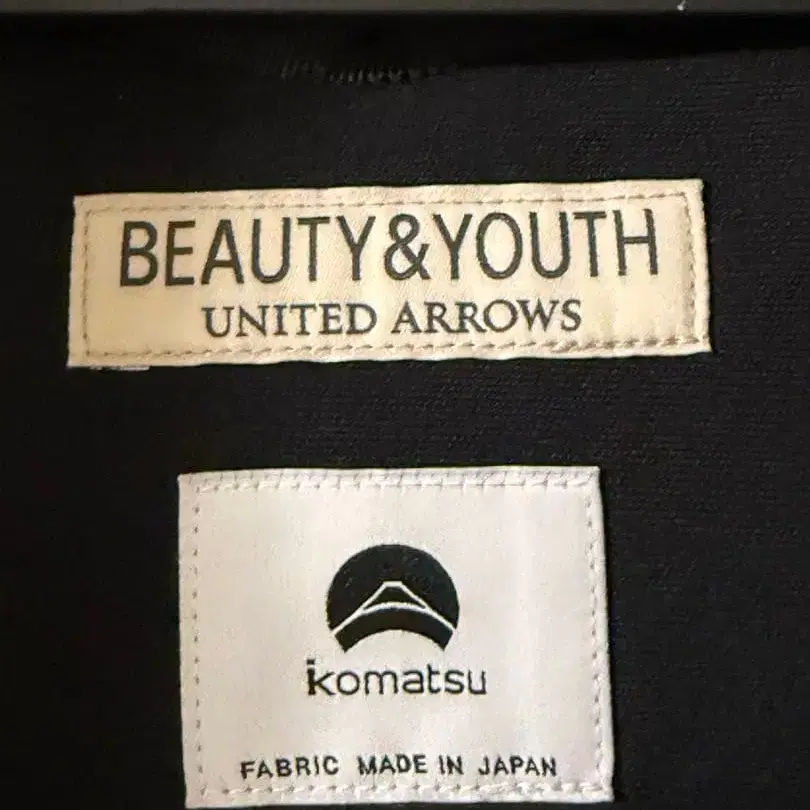 BEAUTY&YOUTH
UNITED ARROWS
komatsu
FABRIC MADE IN JAPAN